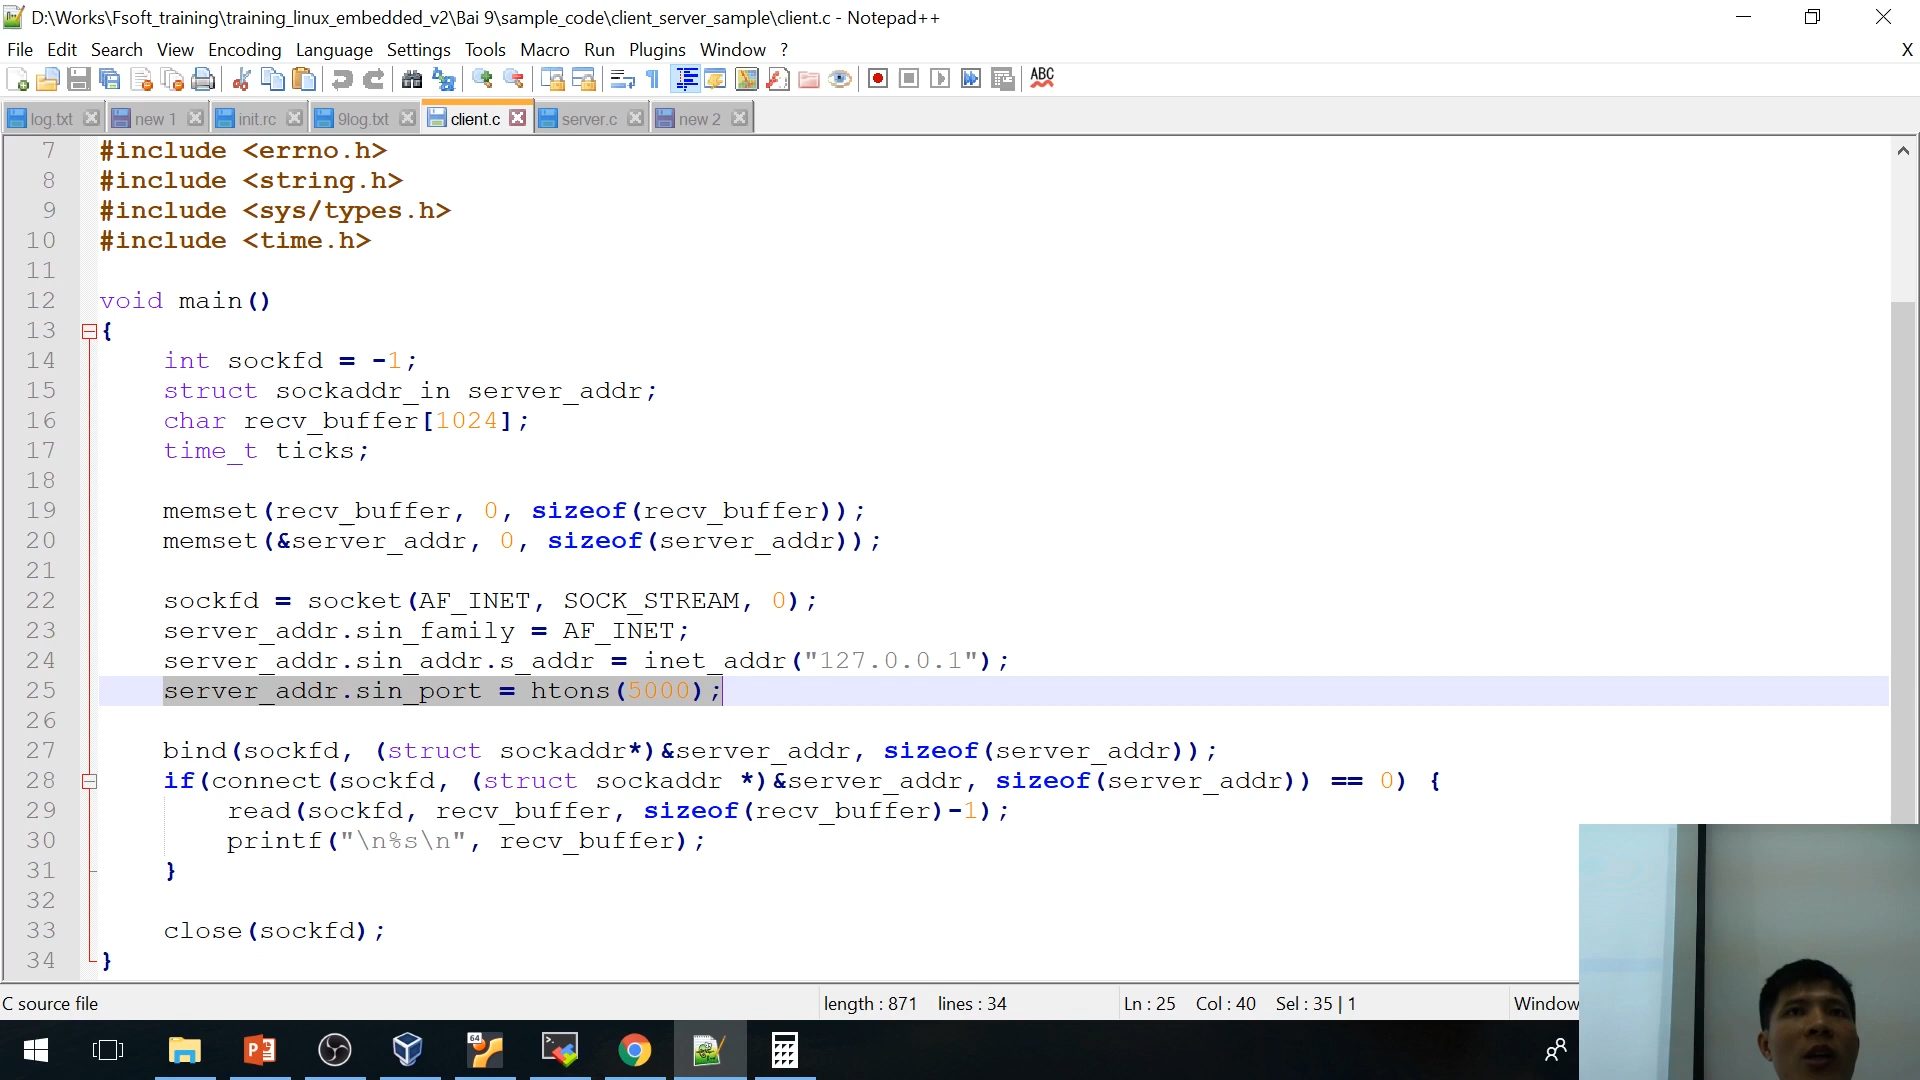 D:\Works\Fsoft_training\training_linux_embedded_v2\Bai 9\sample_code\client_server_sample\client.c - Notepad++
File Edit Search View Encoding Language Settings Tools Macro Run Plugins Window ? X
ABC
log.txt new 1 init.rc 9log.txt client.c server.c new 2
7 #include <errno.h>
8 #include <string.h>
9 #include <sys/types.h>
10 #include <time.h>
11
12 void main()
13 {
14 int sockfd = -1;
15 struct sockaddr_in server_addr;
16 char recv_buffer[1024];
17 time_t ticks;
18
19 memset(recv_buffer, 0, sizeof(recv_buffer));
20 memset(&server_addr, 0, sizeof(server_addr));
21
22 sockfd = socket(AF_INET, SOCK_STREAM, 0);
23 server_addr.sin_family = AF_INET;
24 server_addr.sin_addr.s_addr = inet_addr("127.0.0.1");
25 server_addr.sin_port = htons(5000);
26
27 bind(sockfd, (struct sockaddr*)&server_addr, sizeof(server_addr));
28 if(connect(sockfd, (struct sockaddr *)&server_addr, sizeof(server_addr)) == 0) {
29 read(sockfd, recv_buffer, sizeof(recv_buffer)-1);
30 printf("\n%s\n", recv_buffer);
31 }
32
33 close(sockfd);
34 }
C source file length : 871 lines : 34 Ln : 25 Col : 40 Sel : 35 | 1 Window
64